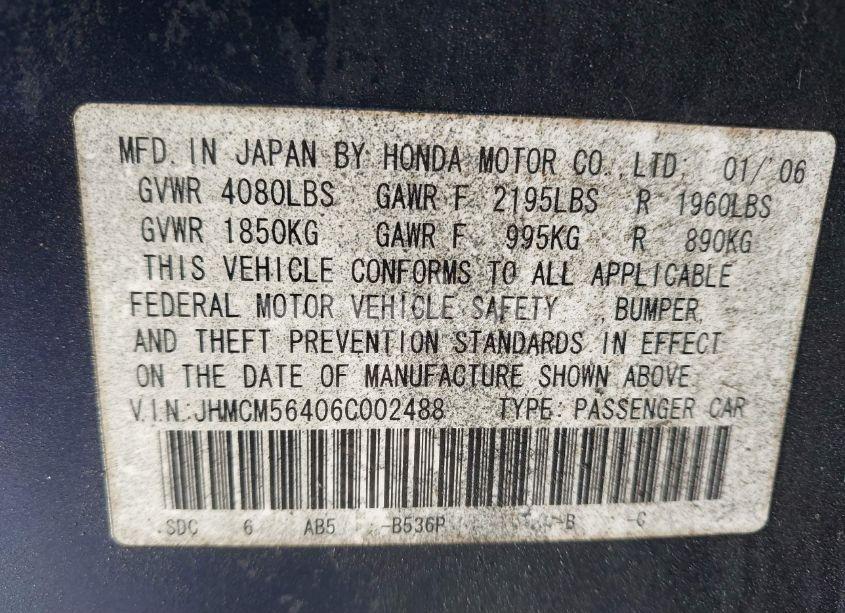 MFD. IN JAPAN BY HONDA MOTOR CO.,LTD. 01/'06
GVWR 4080LBS GAWR F 2195LBS R 1960LBS
GVWR 1850KG GAWR F 995KG R 890KG
THIS VEHICLE CONFORMS TO ALL APPLICABLE
FEDERAL MOTOR VEHICLE SAFETY, BUMPER,
AND THEFT PREVENTION STANDARDS IN EFFECT
ON THE DATE OF MANUFACTURE SHOWN ABOVE.
V.I.N.:JHMCM56406C002488 TYPE: PASSENGER CAR
SDC 6 AB5 -B536P -B -C